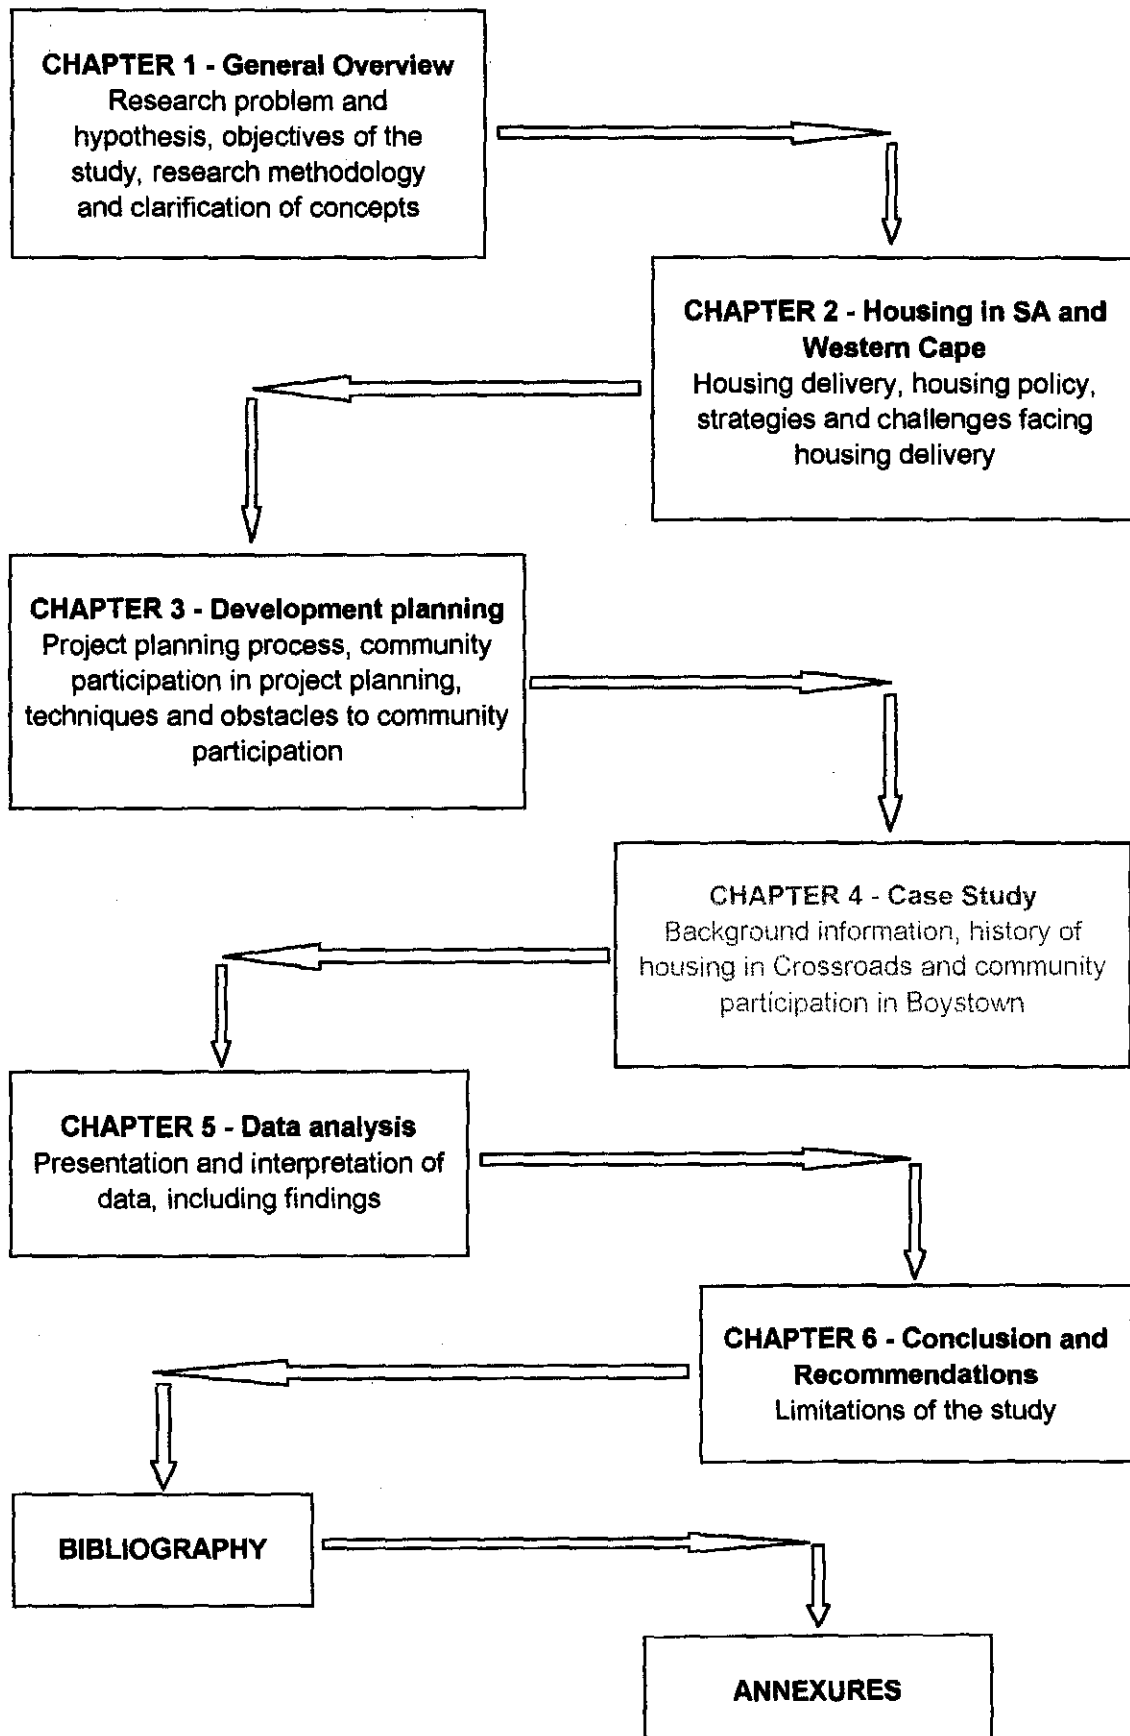 CHAPTER 1 - General Overview
Research problem and
hypothesis, objectives of the
study, research methodology
and clarification of concepts
CHAPTER 2 - Housing in SA and
Western Cape
Housing delivery, housing policy,
strategies and challenges facing
housing delivery
CHAPTER 3 - Development planning
Project planning process, community
participation in project planning,
techniques and obstacles to community
participation
CHAPTER 4 - Case Study
Background information, history of
housing in Crossroads and community
participation in Boystown
CHAPTER 5 - Data analysis
Presentation and interpretation of
data, including findings
CHAPTER 6 - Conclusion and
Recommendations
Limitations of the study
BIBLIOGRAPHY
ANNEXURES